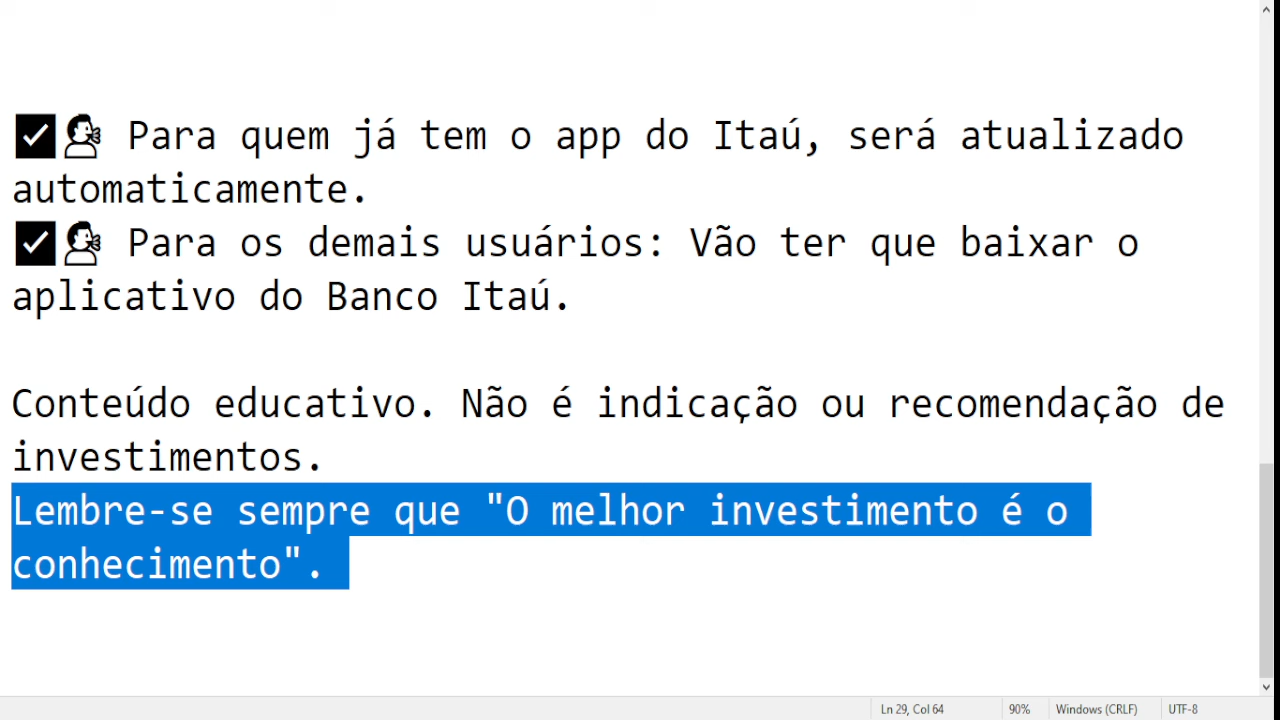 ✅🗣 Para quem já tem o app do Itaú, será atualizado
automaticamente.
✅🗣 Para os demais usuários: Vão ter que baixar o
aplicativo do Banco Itaú.
Conteúdo educativo. Não é indicação ou recomendação de
investimentos.
Lembre-se sempre que "O melhor investimento é o
conhecimento".
Ln 29, Col 64 90% Windows (CRLF) UTF-8